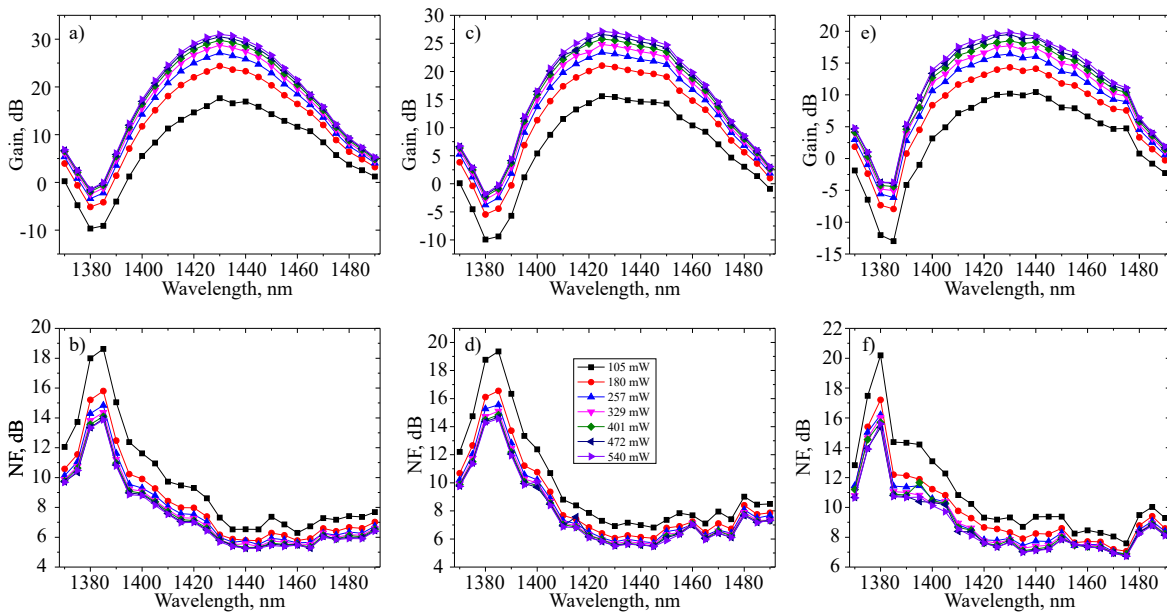 a)
Gain, dB
30
20
10
0
-10
1380 1400 1420 1440 1460 1480
Wavelength, nm
c)
Gain, dB
30
25
20
15
10
5
0
-5
-10
1380 1400 1420 1440 1460 1480
Wavelength, nm
e)
Gain, dB
20
15
10
5
0
-5
-10
-15
1380 1400 1420 1440 1460 1480
Wavelength, nm
b)
NF, dB
20
18
16
14
12
10
8
6
4
1380 1400 1420 1440 1460 1480
Wavelength, nm
d)
NF, dB
20
18
16
14
12
10
8
6
4
105 mW
180 mW
257 mW
329 mW
401 mW
472 mW
540 mW
1380 1400 1420 1440 1460 1480
Wavelength, nm
f)
NF, dB
22
20
18
16
14
12
10
8
6
1380 1400 1420 1440 1460 1480
Wavelength, nm